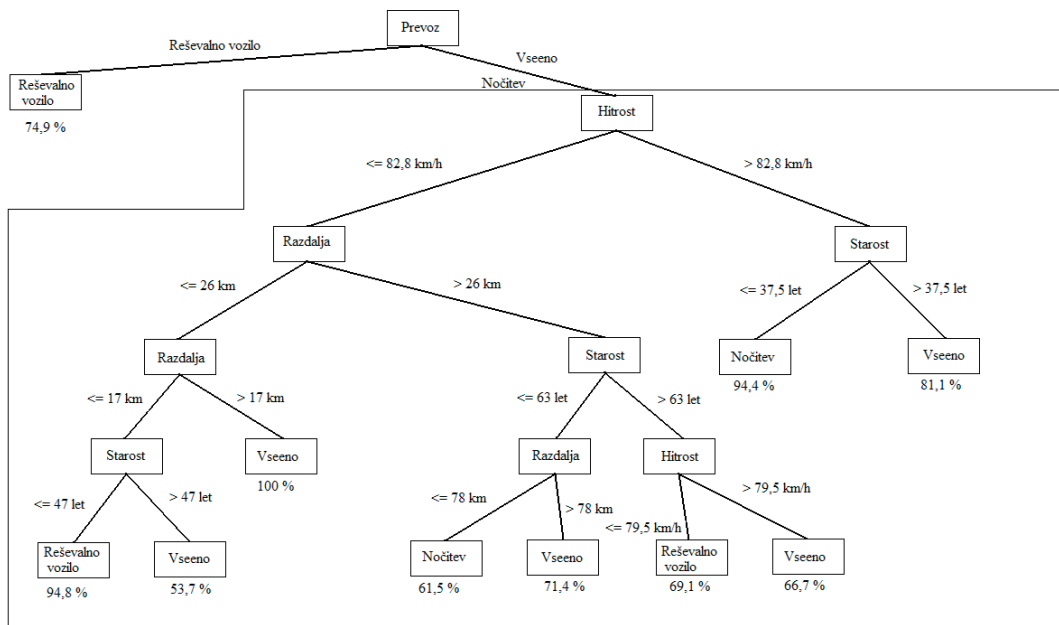 Prevoz
Reševalno vozilo
Vseeno
Reševalno
vozilo
74,9 %
Nočitev
Hitrost
<= 82,8 km/h
> 82,8 km/h
Razdalja
Starost
<= 26 km
> 26 km
<= 37,5 let
> 37,5 let
Razdalja
Starost
Nočitev
Vseeno
94,4 %
81,1 %
<= 17 km
> 17 km
<= 63 let
> 63 let
Starost
Vseeno
Razdalja
Hitrost
100 %
<= 47 let
> 47 let
<= 78 km
> 78 km
<= 79,5 km/h
> 79,5 km/h
Reševalno
vozilo
Vseeno
Nočitev
Vseeno
Reševalno
vozilo
Vseeno
94,8 %
53,7 %
61,5 %
71,4 %
69,1 %
66,7 %